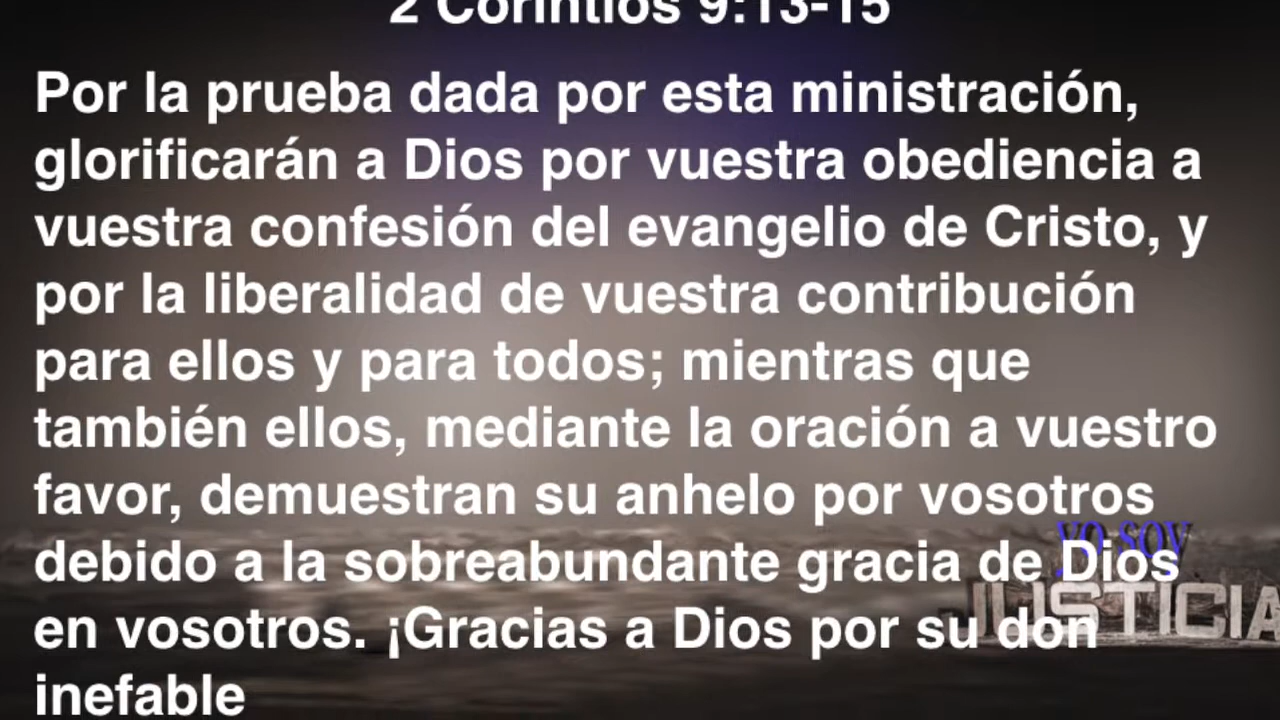 2 Corintios 9:13-15
Por la prueba dada por esta ministración,
glorificarán a Dios por vuestra obediencia a
vuestra confesión del evangelio de Cristo, y
por la liberalidad de vuestra contribución
para ellos y para todos; mientras que
también ellos, mediante la oración a vuestro
favor, demuestran su anhelo por vosotros
yo soy
debido a la sobreabundante gracia de Dios
JUSTICIA
en vosotros. ¡Gracias a Dios por su don
inefable